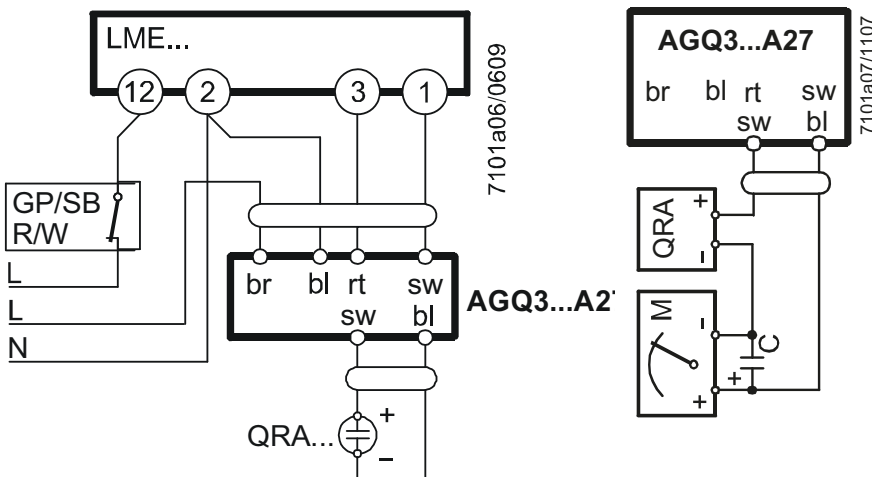 LME...
12 2 3 1
7101a06/0609
GP/SB
R/W
L
L
N
br bl rt sw
sw bl
AGQ3...A2
QRA...
+
–
AGQ3...A27
br bl rt sw
sw bl
7101a07/1107
QRA
+
-
M
-
+
C
+